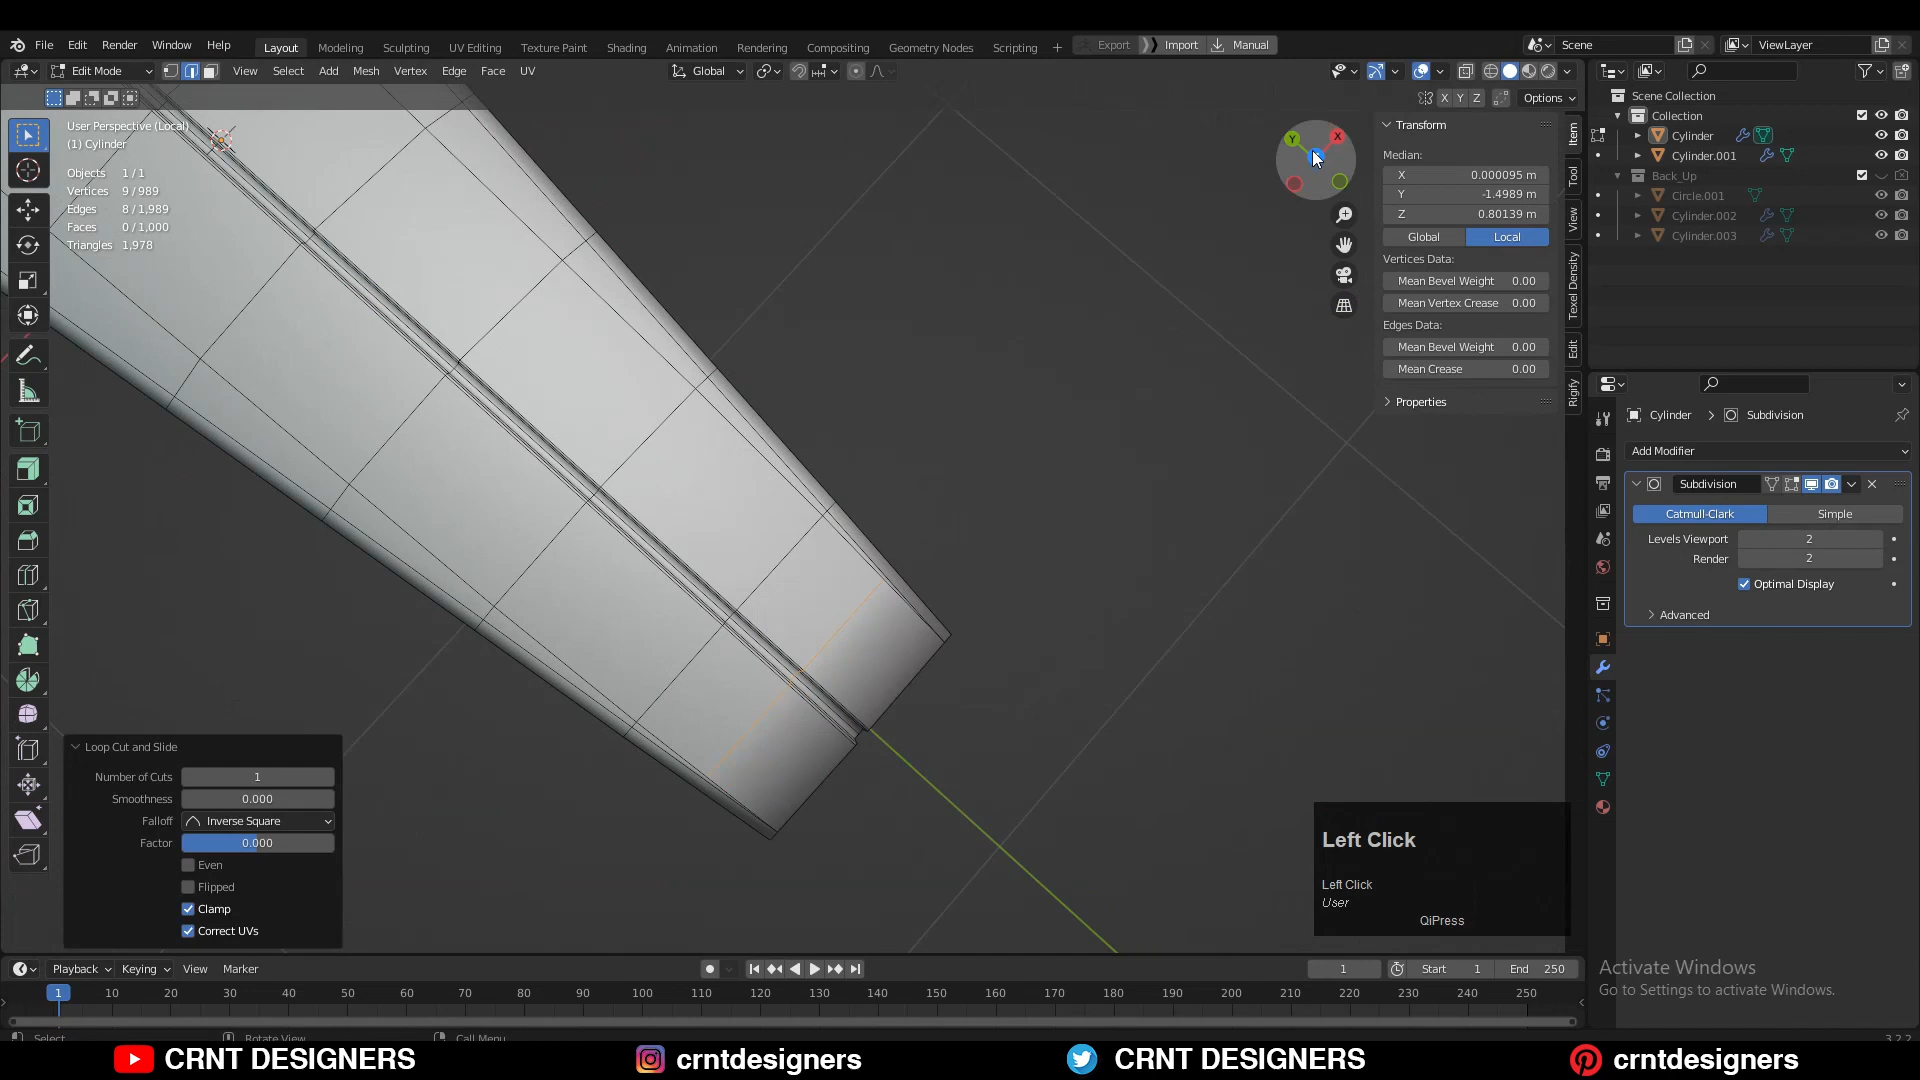 File Edit Render Window Help Layout Modeling Sculpting UV Editing Texture Paint Shading Animation Rendering Compositing Geometry Nodes Scripting + Export Import Manual Scene ViewLayer
Edit Mode View Select Add Mesh Vertex Edge Face UV Global
X Y Z Options
User Perspective (Local)
(1) Cylinder
Objects 1/1
Vertices 9/989
Edges 8/1,989
Faces 0/1,000
Triangles 1,978
Y X
Transform
Median:
X 0.000095 m
Y -1.4989 m
Z 0.80139 m
Global Local
Vertices Data:
Mean Bevel Weight 0.00
Mean Vertex Crease 0.00
Edges Data:
Mean Bevel Weight 0.00
Mean Crease 0.00
Properties
Item
Tool
View
Texel Density
Edit
Rigify
Scene Collection
Collection
Cylinder
Cylinder.001
Back_Up
Circle.001
Cylinder.002
Cylinder.003
Cylinder > Subdivision
Add Modifier
Subdivision
Catmull-Clark Simple
Levels Viewport 2
Render 2
Optimal Display
Advanced
Loop Cut and Slide
Number of Cuts 1
Smoothness 0.000
Falloff Inverse Square
Factor 0.000
Even
Flipped
Clamp
Correct UVs
Left Click
Left Click
User
QiPress
Activate Windows
Go to Settings to activate Windows.
Playback Keying View Marker 1 Start 1 End 250
1 10 20 30 40 50 60 70 80 90 100 110 120 130 140 150 160 170 180 190 200 210 220 230 240 250
Select Rotate View Call Menu 3.2.2
CRNT DESIGNERS crntdesigners CRNT DESIGNERS crntdesigners